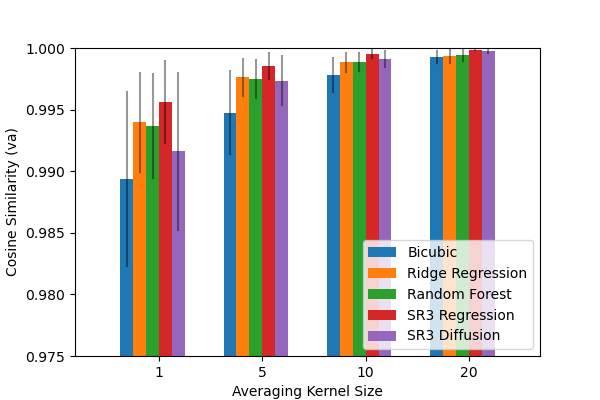 1.000
0.995
0.990
0.985
0.980
0.975
Cosine Similarity (va)
Bicubic
Ridge Regression
Random Forest
SR3 Regression
SR3 Diffusion
1 5 10 20
Averaging Kernel Size